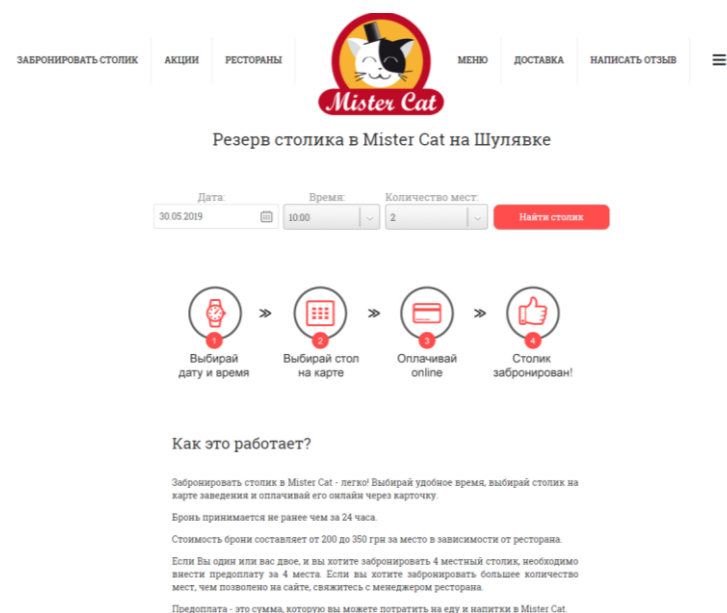 ЗАБРОНИРОВАТЬ СТОЛИК АКЦИИ РЕСТОРАНЫ МЕНЮ ДОСТАВКА НАПИСАТЬ ОТЗЫВ
Mister Cat
Резерв столика в Mister Cat на Шулявке
Дата: Время: Количество мест:
30.05.2019 10:00 2 Найти столик
1 2 3 4
Выбирай Выбирай стол Оплачивай Столик
дату и время на карте online забронирован!
Как это работает?
Забронировать столик в Mister Cat - легко! Выбирай удобное время, выбирай столик на
карте заведения и оплачивай его онлайн через карточку.
Бронь принимается не ранее чем за 24 часа.
Стоимость брони составляет от 200 до 350 грн за место в зависимости от ресторана.
Если Вы один или вас двое, и вы хотите забронировать 4 местный столик, необходимо
внести предоплату за 4 места. Если вы хотите забронировать большее количество
мест, чем позволено на сайте, свяжитесь с менеджером ресторана.
Предоплата - это сумма, которую вы можете потратить на еду и напитки в Mister Cat.